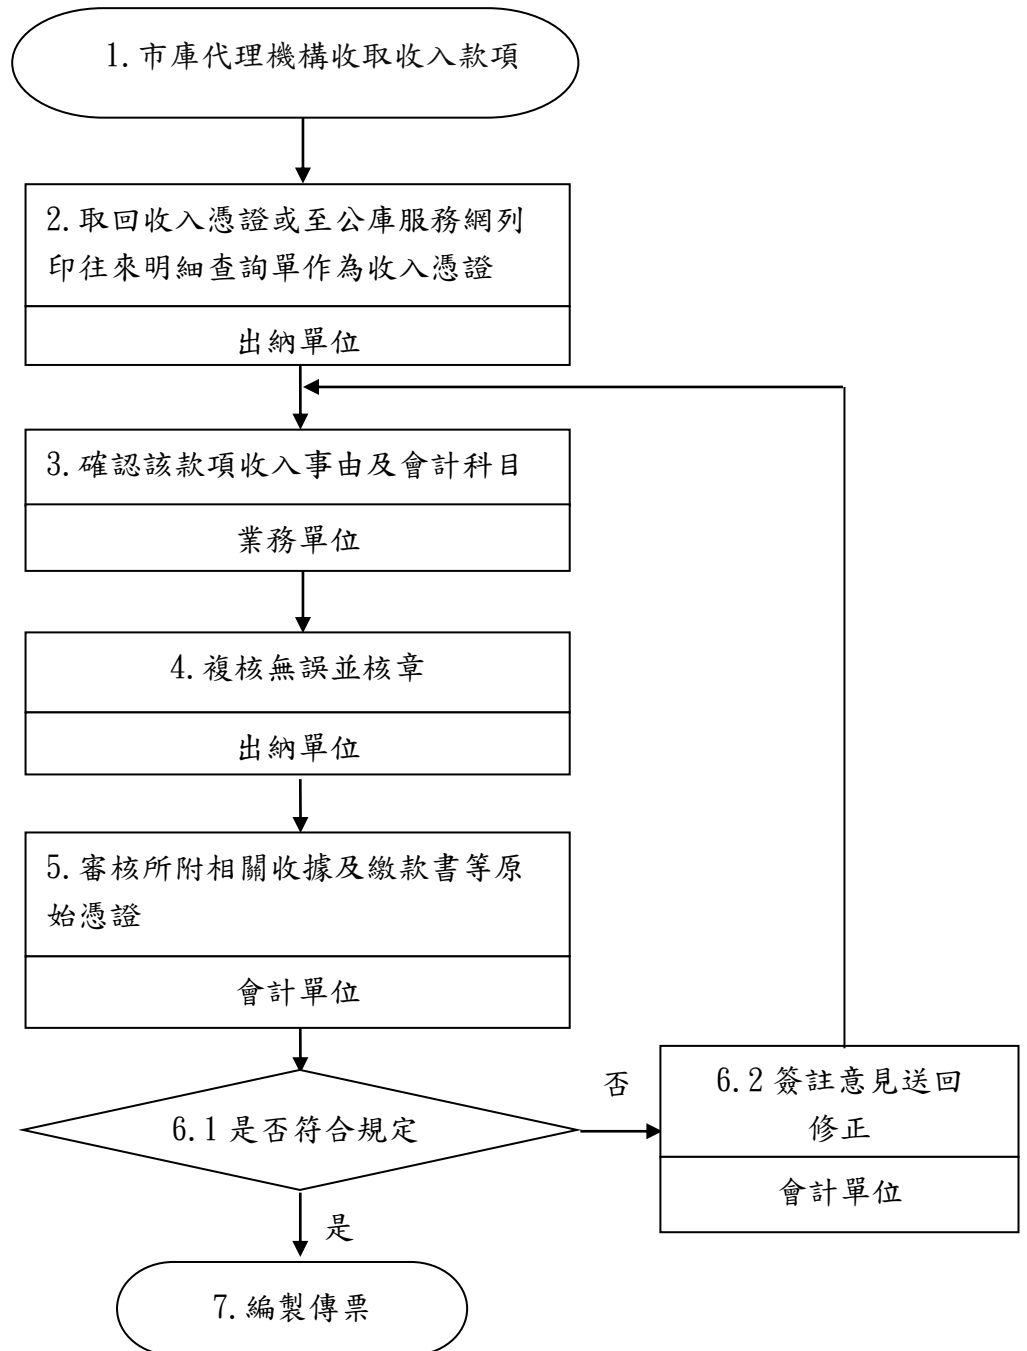 1.市庫代理機構收取收入款項
2.取回收入憑證或至公庫服務網列
印往來明細查詢單作為收入憑證
出納單位
3.確認該款項收入事由及會計科目
業務單位
4.複核無誤並核章
出納單位
5.審核所附相關收據及繳款書等原
始憑證
會計單位
6.1 是否符合規定
否
6.2 簽註意見送回
修正
會計單位
是
7.編製傳票